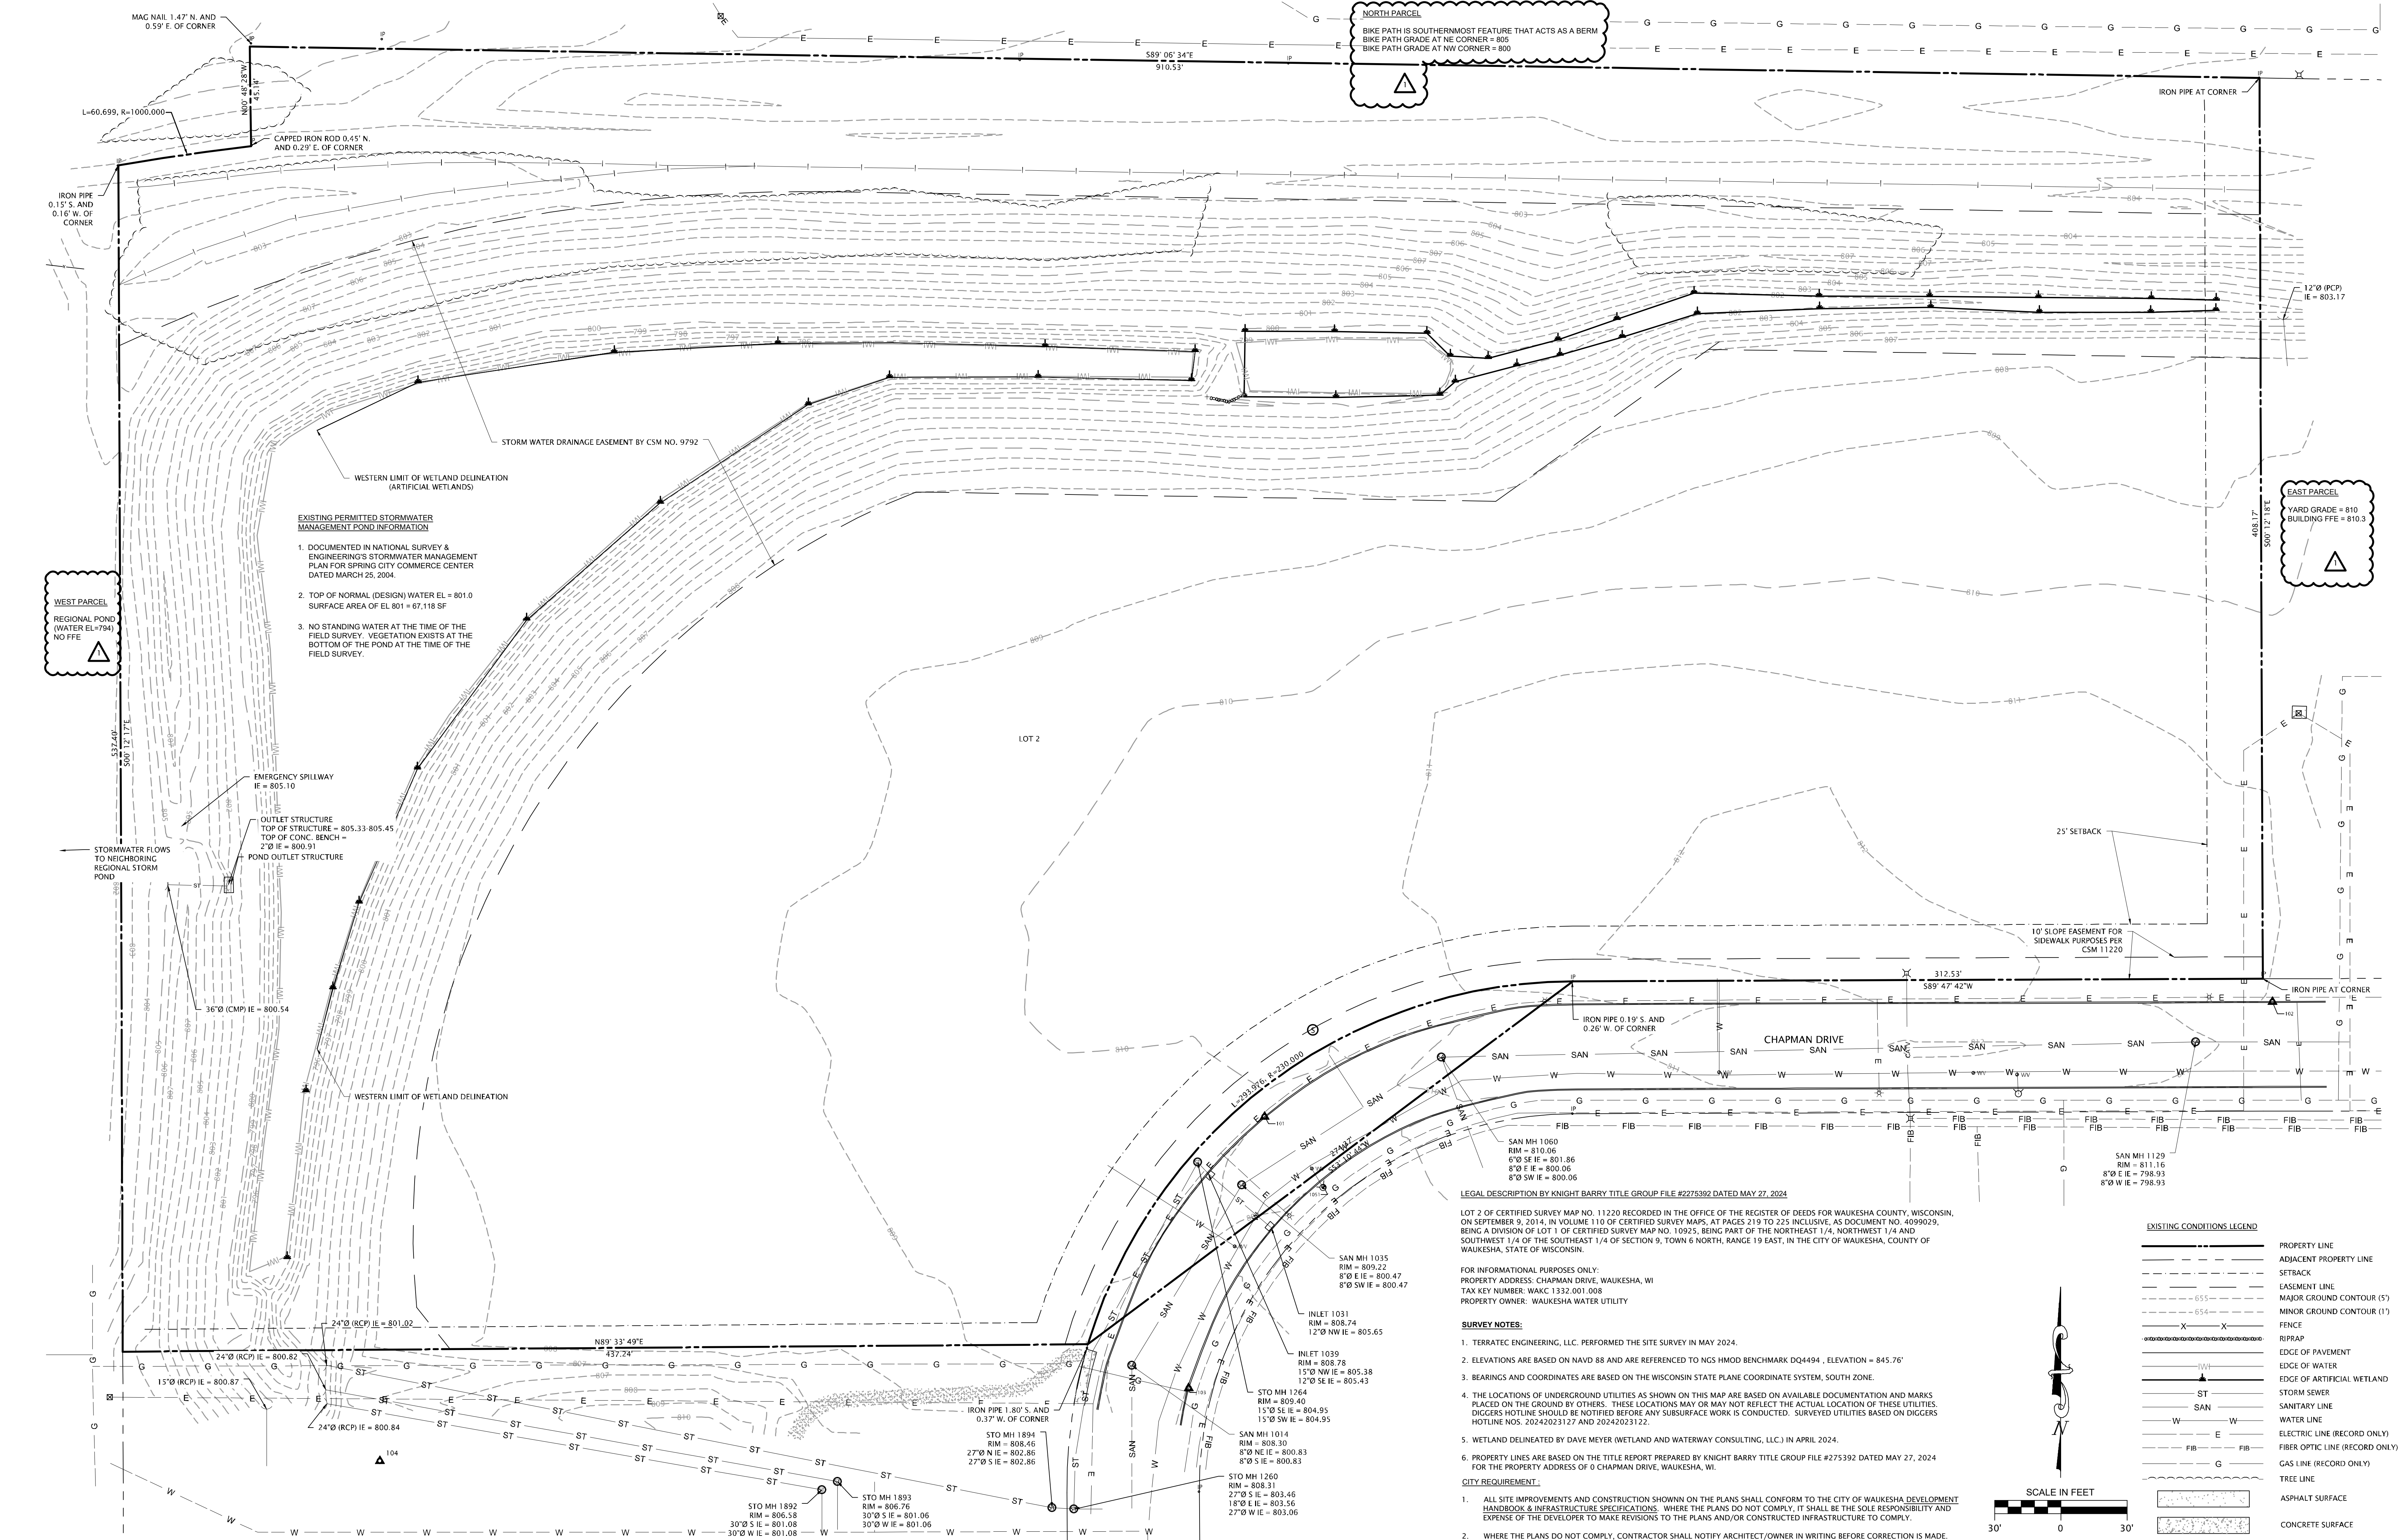 MAG NAIL 1.47' N. AND
0.59' E. OF CORNER
N00° 48' 28"W
45.14'
L=60.699, R=1000.000
CAPPED IRON ROD 0.45' N.
AND 0.29' E. OF CORNER
IRON PIPE
0.15' S. AND
0.16' W. OF
CORNER
S89° 06' 34"E
910.53'
NORTH PARCEL
BIKE PATH IS SOUTHERNMOST FEATURE THAT ACTS AS A BERM
BIKE PATH GRADE AT NE CORNER = 805
BIKE PATH GRADE AT NW CORNER = 800
1
IRON PIPE AT CORNER
12"Ø (PCP)
IE = 803.17
STORM WATER DRAINAGE EASEMENT BY CSM NO. 9792
WESTERN LIMIT OF WETLAND DELINEATION
(ARTIFICIAL WETLANDS)
EXISTING PERMITTED STORMWATER
MANAGEMENT POND INFORMATION
1. DOCUMENTED IN NATIONAL SURVEY &
ENGINEERING'S STORMWATER MANAGEMENT
PLAN FOR SPRING CITY COMMERCE CENTER
DATED MARCH 25, 2004.
2. TOP OF NORMAL (DESIGN) WATER EL = 801.0
SURFACE AREA OF EL 801 = 67,118 SF
3. NO STANDING WATER AT THE TIME OF THE
FIELD SURVEY. VEGETATION EXISTS AT THE
BOTTOM OF THE POND AT THE TIME OF THE
FIELD SURVEY.
WEST PARCEL
REGIONAL POND
(WATER EL=794)
NO FFE
1
EAST PARCEL
YARD GRADE = 810
BUILDING FFE = 810.3
1
408.17'
S00° 12' 18"E
537.40'
S00° 12' 17"E
LOT 2
EMERGENCY SPILLWAY
IE = 805.10
OUTLET STRUCTURE
TOP OF STRUCTURE = 805.33-805.45
TOP OF CONC. BENCH =
2"Ø IE = 800.91
POND OUTLET STRUCTURE
STORMWATER FLOWS
TO NEIGHBORING
REGIONAL STORM
POND
36"Ø (CMP) IE = 800.54
WESTERN LIMIT OF WETLAND DELINEATION
25' SETBACK
10' SLOPE EASEMENT FOR
SIDEWALK PURPOSES PER
CSM 11220
312.53'
S89° 47' 42"W
IRON PIPE AT CORNER
102
IRON PIPE 0.19' S. AND
0.26' W. OF CORNER
CHAPMAN DRIVE
L=293.976, R=230.000
101
274.17'
S53° 10' 44"W
SAN MH 1060
RIM = 810.06
6"Ø SE IE = 801.86
8"Ø E IE = 800.06
8"Ø SW IE = 800.06
SAN MH 1129
RIM = 811.16
8"Ø E IE = 798.93
8"Ø W IE = 798.93
SAN MH 1035
RIM = 809.22
8"Ø E IE = 800.47
8"Ø SW IE = 800.47
INLET 1031
RIM = 808.74
12"Ø NW IE = 805.65
INLET 1039
RIM = 808.78
15"Ø NW IE = 805.38
12"Ø SE IE = 805.43
STO MH 1264
RIM = 809.40
15"Ø SE IE = 804.95
15"Ø SW IE = 804.95
SAN MH 1014
RIM = 808.30
8"Ø NE IE = 800.83
8"Ø S IE = 800.83
STO MH 1260
RIM = 808.31
27"Ø S IE = 803.46
18"Ø E IE = 803.56
27"Ø W IE = 803.06
IRON PIPE 1.80' S. AND
0.37' W. OF CORNER
STO MH 1894
RIM = 808.46
27"Ø N IE = 802.86
27"Ø S IE = 802.86
STO MH 1893
RIM = 806.76
30"Ø S IE = 801.06
30"Ø W IE = 801.06
STO MH 1892
RIM = 806.58
30"Ø S IE = 801.08
30"Ø W IE = 801.08
N89° 33' 49"E
437.24'
24"Ø (RCP) IE = 801.02
24"Ø (RCP) IE = 800.82
15"Ø (RCP) IE = 800.87
24"Ø (RCP) IE = 800.84
104
LEGAL DESCRIPTION BY KNIGHT BARRY TITLE GROUP FILE #2275392 DATED MAY 27, 2024
LOT 2 OF CERTIFIED SURVEY MAP NO. 11220 RECORDED IN THE OFFICE OF THE REGISTER OF DEEDS FOR WAUKESHA COUNTY, WISCONSIN,
ON SEPTEMBER 9, 2014, IN VOLUME 110 OF CERTIFIED SURVEY MAPS, AT PAGES 219 TO 225 INCLUSIVE, AS DOCUMENT NO. 4099029,
BEING A DIVISION OF LOT 1 OF CERTIFIED SURVEY MAP NO. 10925, BEING PART OF THE NORTHEAST 1/4, NORTHWEST 1/4 AND
SOUTHWEST 1/4 OF THE SOUTHEAST 1/4 OF SECTION 9, TOWN 6 NORTH, RANGE 19 EAST, IN THE CITY OF WAUKESHA, COUNTY OF
WAUKESHA, STATE OF WISCONSIN.
FOR INFORMATIONAL PURPOSES ONLY:
PROPERTY ADDRESS: CHAPMAN DRIVE, WAUKESHA, WI
TAX KEY NUMBER: WAKC 1332.001.008
PROPERTY OWNER: WAUKESHA WATER UTILITY
SURVEY NOTES:
1. TERRATEC ENGINEERING, LLC. PERFORMED THE SITE SURVEY IN MAY 2024.
2. ELEVATIONS ARE BASED ON NAVD 88 AND ARE REFERENCED TO NGS HMOD BENCHMARK DQ4494 , ELEVATION = 845.76'
3. BEARINGS AND COORDINATES ARE BASED ON THE WISCONSIN STATE PLANE COORDINATE SYSTEM, SOUTH ZONE.
4. THE LOCATIONS OF UNDERGROUND UTILITIES AS SHOWN ON THIS MAP ARE BASED ON AVAILABLE DOCUMENTATION AND MARKS
PLACED ON THE GROUND BY OTHERS. THESE LOCATIONS MAY OR MAY NOT REFLECT THE ACTUAL LOCATION OF THESE UTILITIES.
DIGGERS HOTLINE SHOULD BE NOTIFIED BEFORE ANY SUBSURFACE WORK IS CONDUCTED. SURVEYED UTILITIES BASED ON DIGGERS
HOTLINE NOS. 20242023127 AND 20242023122.
5. WETLAND DELINEATED BY DAVE MEYER (WETLAND AND WATERWAY CONSULTING, LLC.) IN APRIL 2024.
6. PROPERTY LINES ARE BASED ON THE TITLE REPORT PREPARED BY KNIGHT BARRY TITLE GROUP FILE #275392 DATED MAY 27, 2024
FOR THE PROPERTY ADDRESS OF 0 CHAPMAN DRIVE, WAUKESHA, WI.
CITY REQUIREMENT :
1. ALL SITE IMPROVEMENTS AND CONSTRUCTION SHOWNN ON THE PLANS SHALL CONFORM TO THE CITY OF WAUKESHA DEVELOPMENT
HANDBOOK & INFRASTRUCTURE SPECIFICATIONS. WHERE THE PLANS DO NOT COMPLY, IT SHALL BE THE SOLE RESPONSIBILITY AND
EXPENSE OF THE DEVELOPER TO MAKE REVISIONS TO THE PLANS AND/OR CONSTRUCTED INFRASTRUCTURE TO COMPLY.
2. WHERE THE PLANS DO NOT COMPLY, CONTRACTOR SHALL NOTIFY ARCHITECT/OWNER IN WRITING BEFORE CORRECTION IS MADE.
N
SCALE IN FEET
30' 0 30'
EXISTING CONDITIONS LEGEND
PROPERTY LINE
ADJACENT PROPERTY LINE
SETBACK
EASEMENT LINE
655 MAJOR GROUND CONTOUR (5')
654 MINOR GROUND CONTOUR (1')
X X FENCE
RIPRAP
EDGE OF PAVEMENT
IWI EDGE OF WATER
EDGE OF ARTIFICIAL WETLAND
ST STORM SEWER
SAN SANITARY LINE
W W WATER LINE
E ELECTRIC LINE (RECORD ONLY)
FIB FIB FIBER OPTIC LINE (RECORD ONLY)
G GAS LINE (RECORD ONLY)
TREE LINE
ASPHALT SURFACE
CONCRETE SURFACE